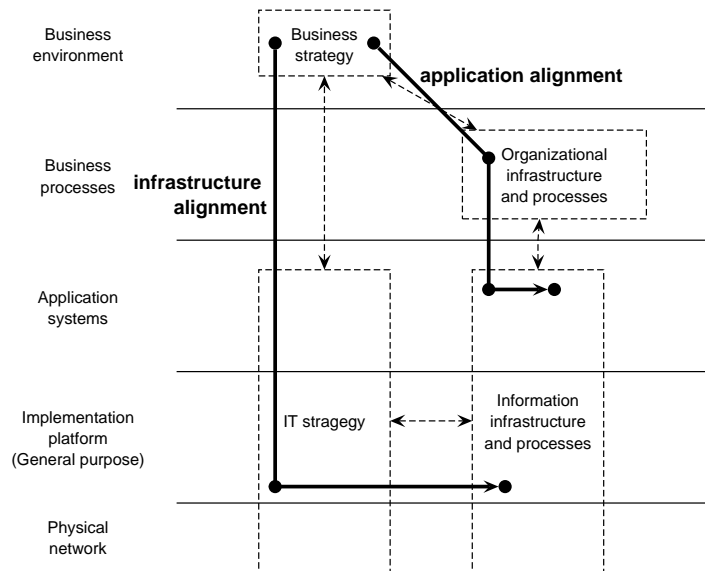 Business
environment
Business
strategy
application alignment
Business
processes
infrastructure
alignment
Organizational
infrastructure
and processes
Application
systems
Implementation
platform
(General purpose)
IT stragegy
Information
infrastructure
and processes
Physical
network